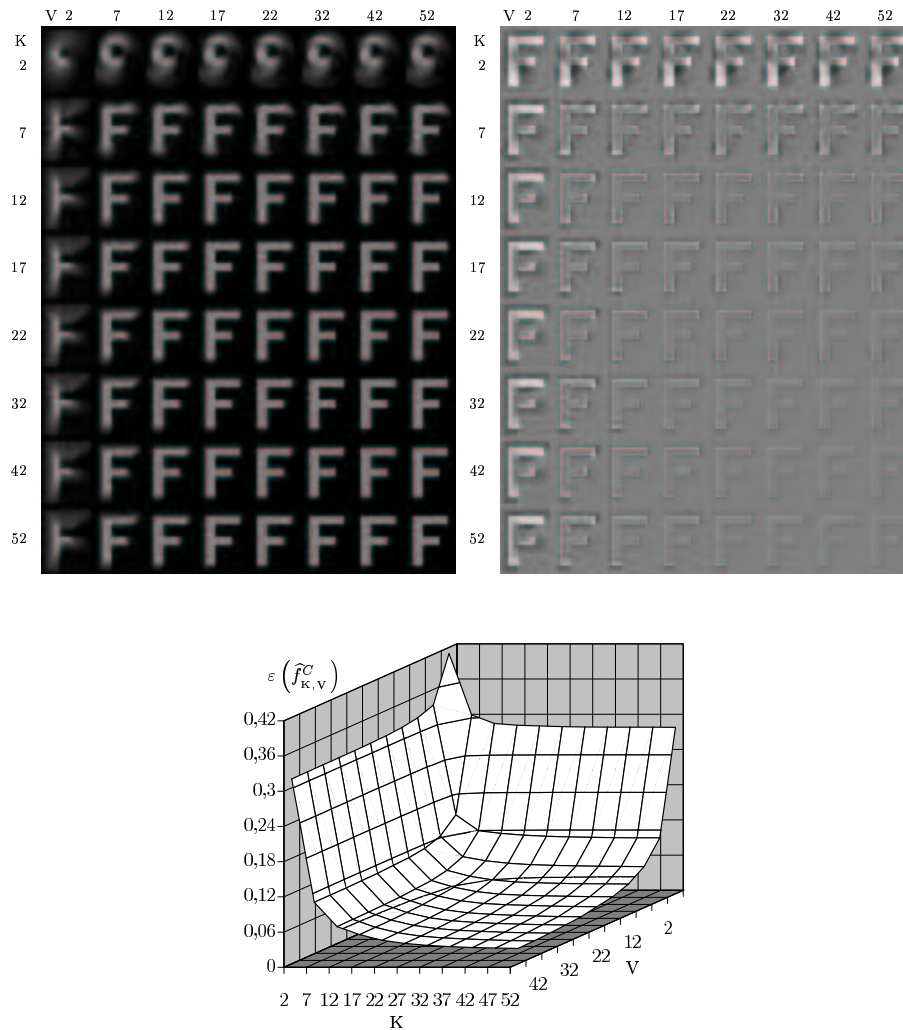 V 2 7 12 17 22 32 42 52 V 2 7 12 17 22 32 42 52
K K
2 C C C C C C C C 2 F F F F F F F F
7 F F F F F F F F 7 F F F F F F F F
12 F F F F F F F F 12 F F F F F F F F
17 F F F F F F F F 17 F F F F F F F F
22 F F F F F F F F 22 F F F F F F F F
32 F F F F F F F F 32 F F F F F F F F
42 F F F F F F F F 42 F F F F F F F F
52 F F F F F F F F 52 F F F F F F F F
ε (f̂^C_K,V)
0,42
0,36
0,3
0,24
0,18
0,12
0,06
0
2 7 12 17 22 27 32 37 42 47 52
K
42 32 22 12 2
V